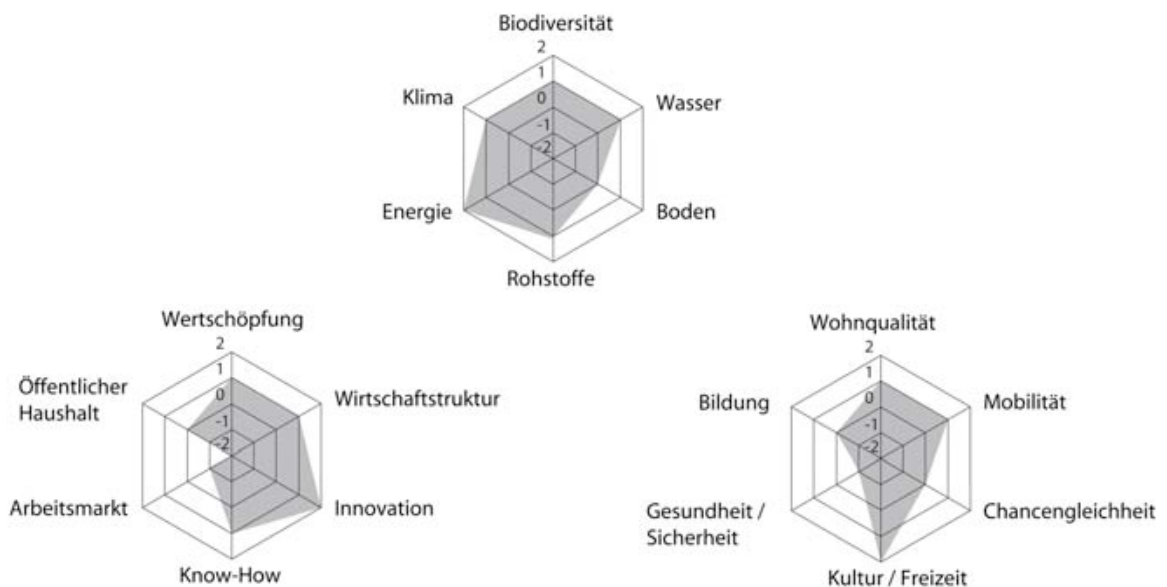 Biodiversität
2
1
0
-1
-2
Klima
Wasser
Energie
Boden
Rohstoffe
Wertschöpfung
2
1
0
-1
-2
Öffentlicher
Haushalt
Wirtschaftstruktur
Arbeitsmarkt
Innovation
Know-How
Wohnqualität
2
1
0
-1
-2
Bildung
Mobilität
Gesundheit /
Sicherheit
Chancengleichheit
Kultur / Freizeit